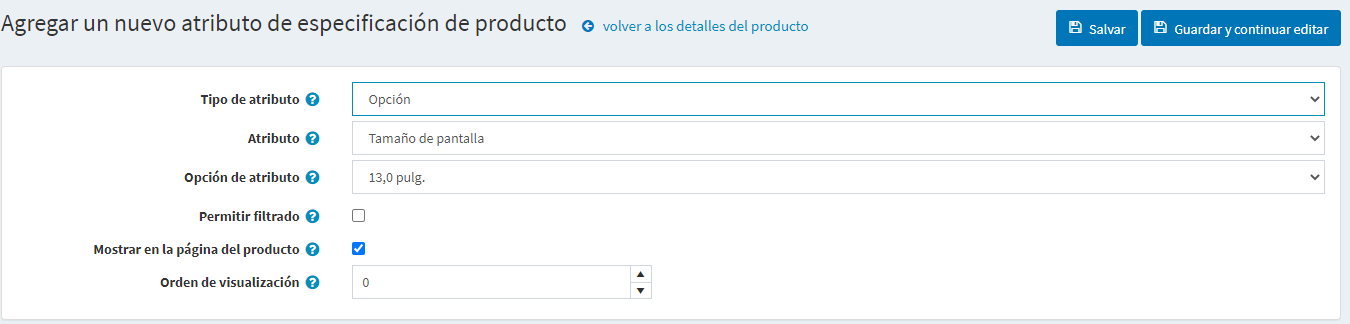 Agregar un nuevo atributo de especificación de producto volver a los detalles del producto Salvar Guardar y continuar editar
Tipo de atributo ? Opción
Atributo ? Tamaño de pantalla
Opción de atributo ? 13,0 pulg.
Permitir filtrado ?
Mostrar en la página del producto ?
Orden de visualización ? 0